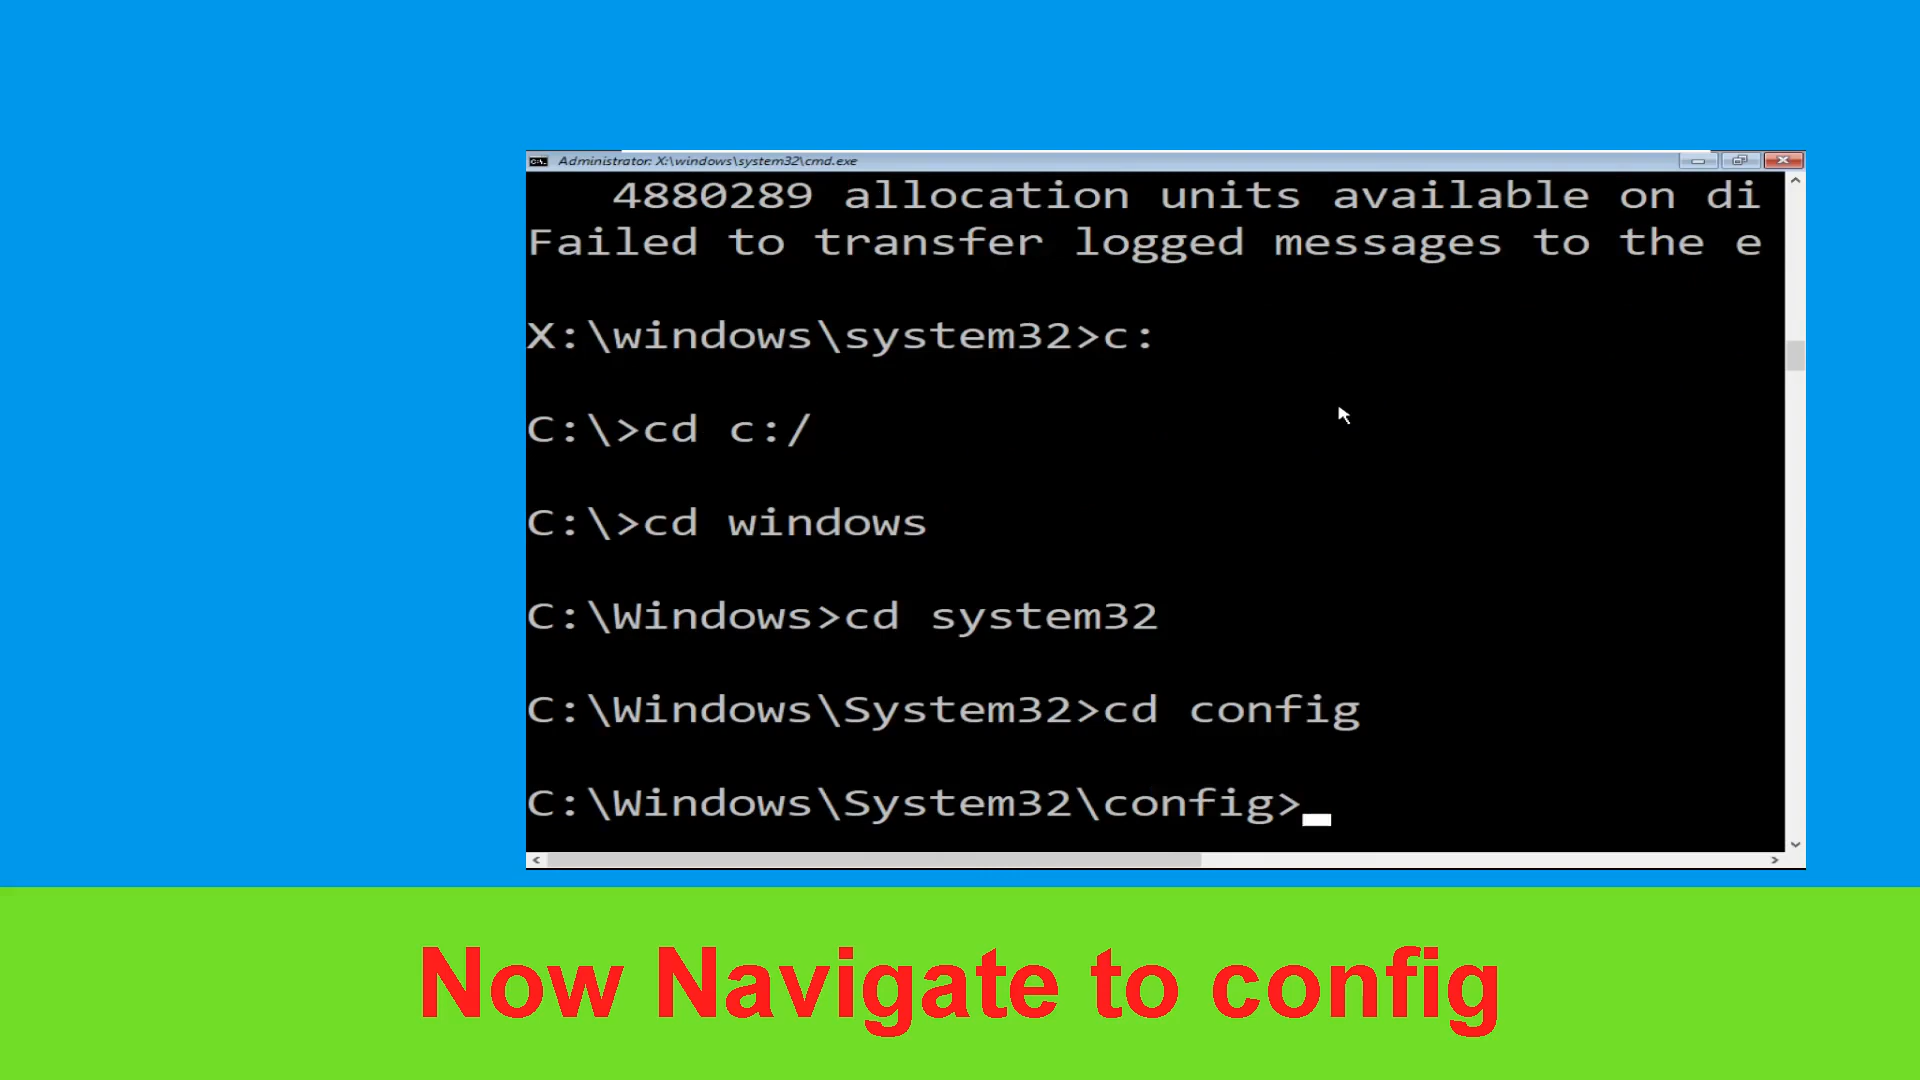 Administrator: X:\windows\system32\cmd.exe
4880289 allocation units available on di
Failed to transfer logged messages to the e
X:\windows\system32>c:
C:\>cd c:/
C:\>cd windows
C:\Windows>cd system32
C:\Windows\System32>cd config
C:\Windows\System32\config>
Now Navigate to config